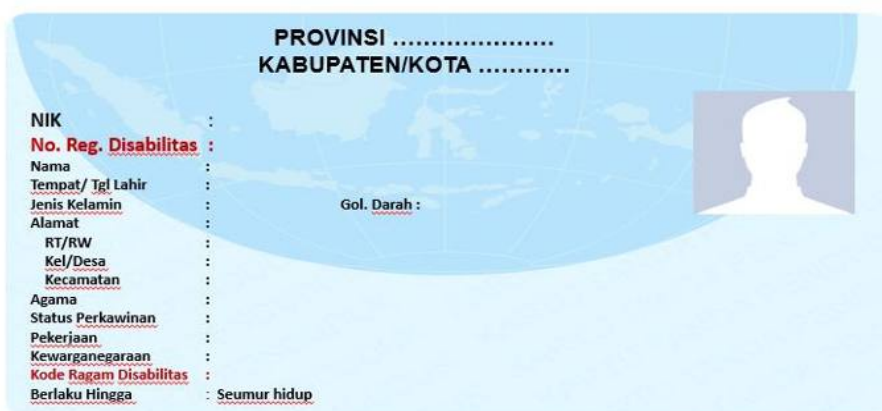 PROVINSI .....................
KABUPATEN/KOTA ............
NIK :
No. Reg. Disabilitas :
Nama :
Tempat/ Tgl Lahir :
Jenis Kelamin : Gol. Darah :
Alamat :
RT/RW :
Kel/Desa :
Kecamatan :
Agama :
Status Perkawinan :
Pekerjaan :
Kewarganegaraan :
Kode Ragam Disabilitas :
Berlaku Hingga : Seumur hidup